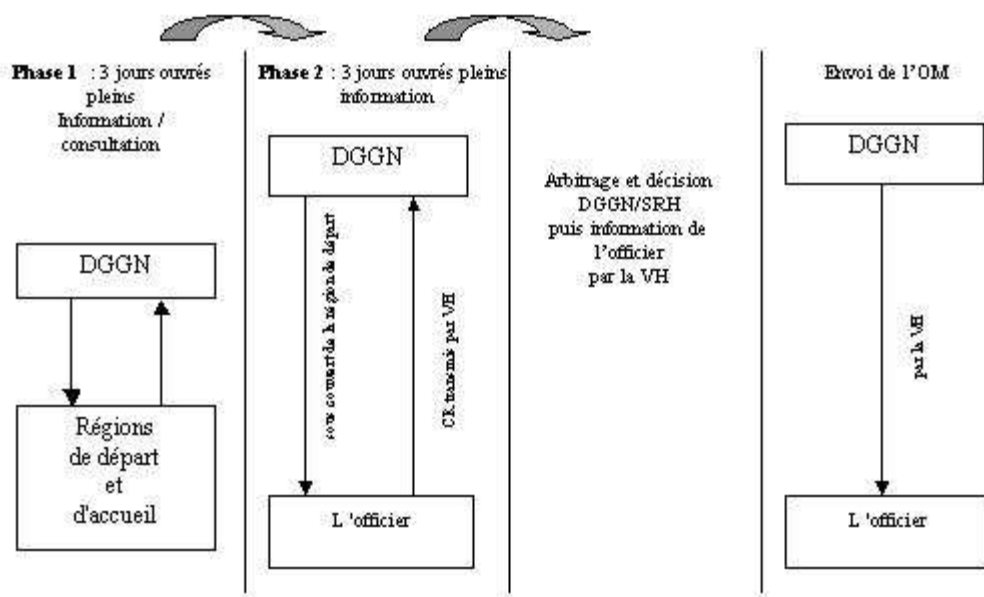 Phase 1 : 3 jours ouvrés
pleins
Information /
consultation
DGGN
Régions
de départ
et
d'accueil
Phase 2 : 3 jours ouvrés pleins
information
DGGN
sous couvert de la région de départ
CR transmis par VH
L 'officier
Arbitrage et décision
DGGN/SRH
puis information de
l'officier
par la VH
Envoi de l'OM
DGGN
par la VH
L 'officier